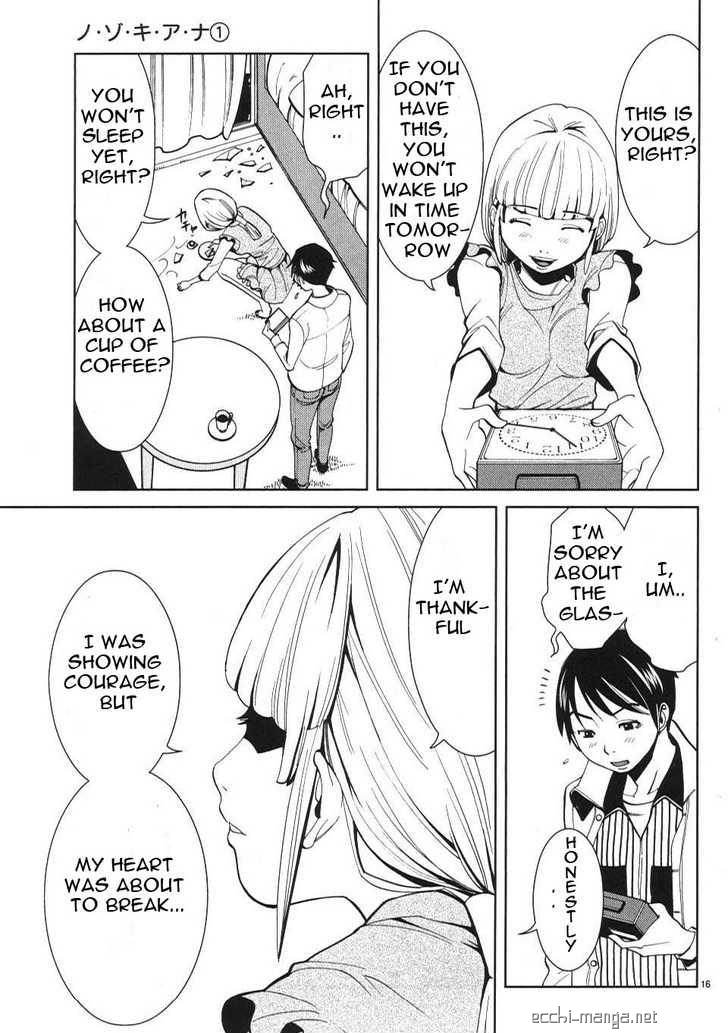 ノ・ゾ・キ・ア・ナ①
THIS IS
YOURS,
RIGHT?
IF YOU
DON'T
HAVE
THIS,
YOU
WON'T
WAKE UP
IN TIME
TOMOR-
ROW
AH,
RIGHT
..
YOU
WON'T
SLEEP
YET,
RIGHT?
HOW
ABOUT A
CUP OF
COFFEE?
I,
UM..
I'M
SORRY
ABOUT
THE
GLAS-
HONESTLY
..
I'M
THANK-
FUL
I WAS
SHOWING
COURAGE,
BUT
MY HEART
WAS ABOUT
TO BREAK...
16
ecchi-manga.net